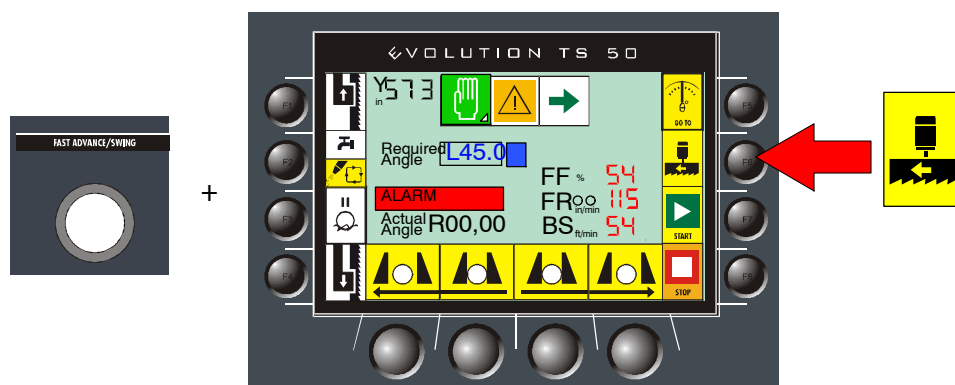 EVOLUTION TS 50
FAST ADVANCE/SWING
+
F1
F2
F3
F4
Y573
in
Required
Angle
L45.0
ALARM
Actual
Angle
R00,00
FF % 54
FR in/min 115
BS ft/min 54
θ°
GO TO
START
STOP
F5
F6
F7
F8